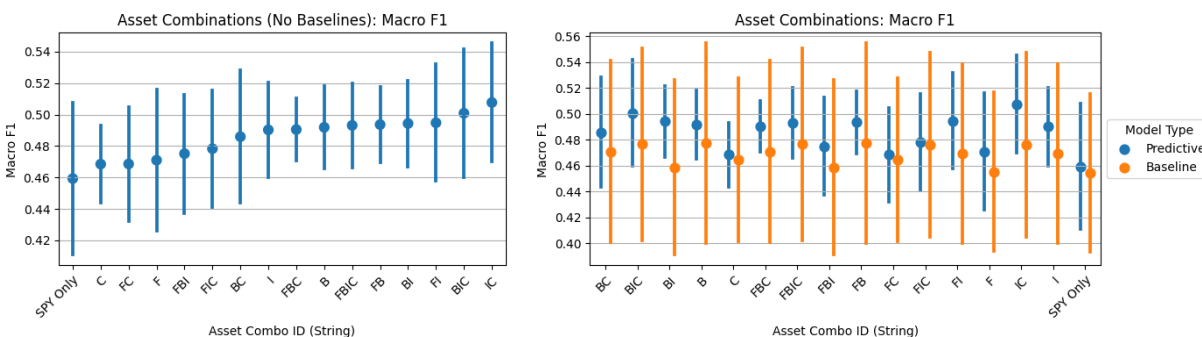 Asset Combinations (No Baselines): Macro F1
Macro F1
0.54
0.52
0.50
0.48
0.46
0.44
0.42
SPY Only
C
FC
F
FBI
FIC
BC
I
FBC
B
FBIC
FB
BI
FI
BIC
IC
Asset Combo ID (String)
Asset Combinations: Macro F1
Macro F1
0.56
0.54
0.52
0.50
0.48
0.46
0.44
0.42
0.40
BC
BIC
BI
B
C
FBC
FBIC
FBI
FB
FC
FIC
FI
F
IC
I
SPY Only
Asset Combo ID (String)
Model Type
Predictive
Baseline